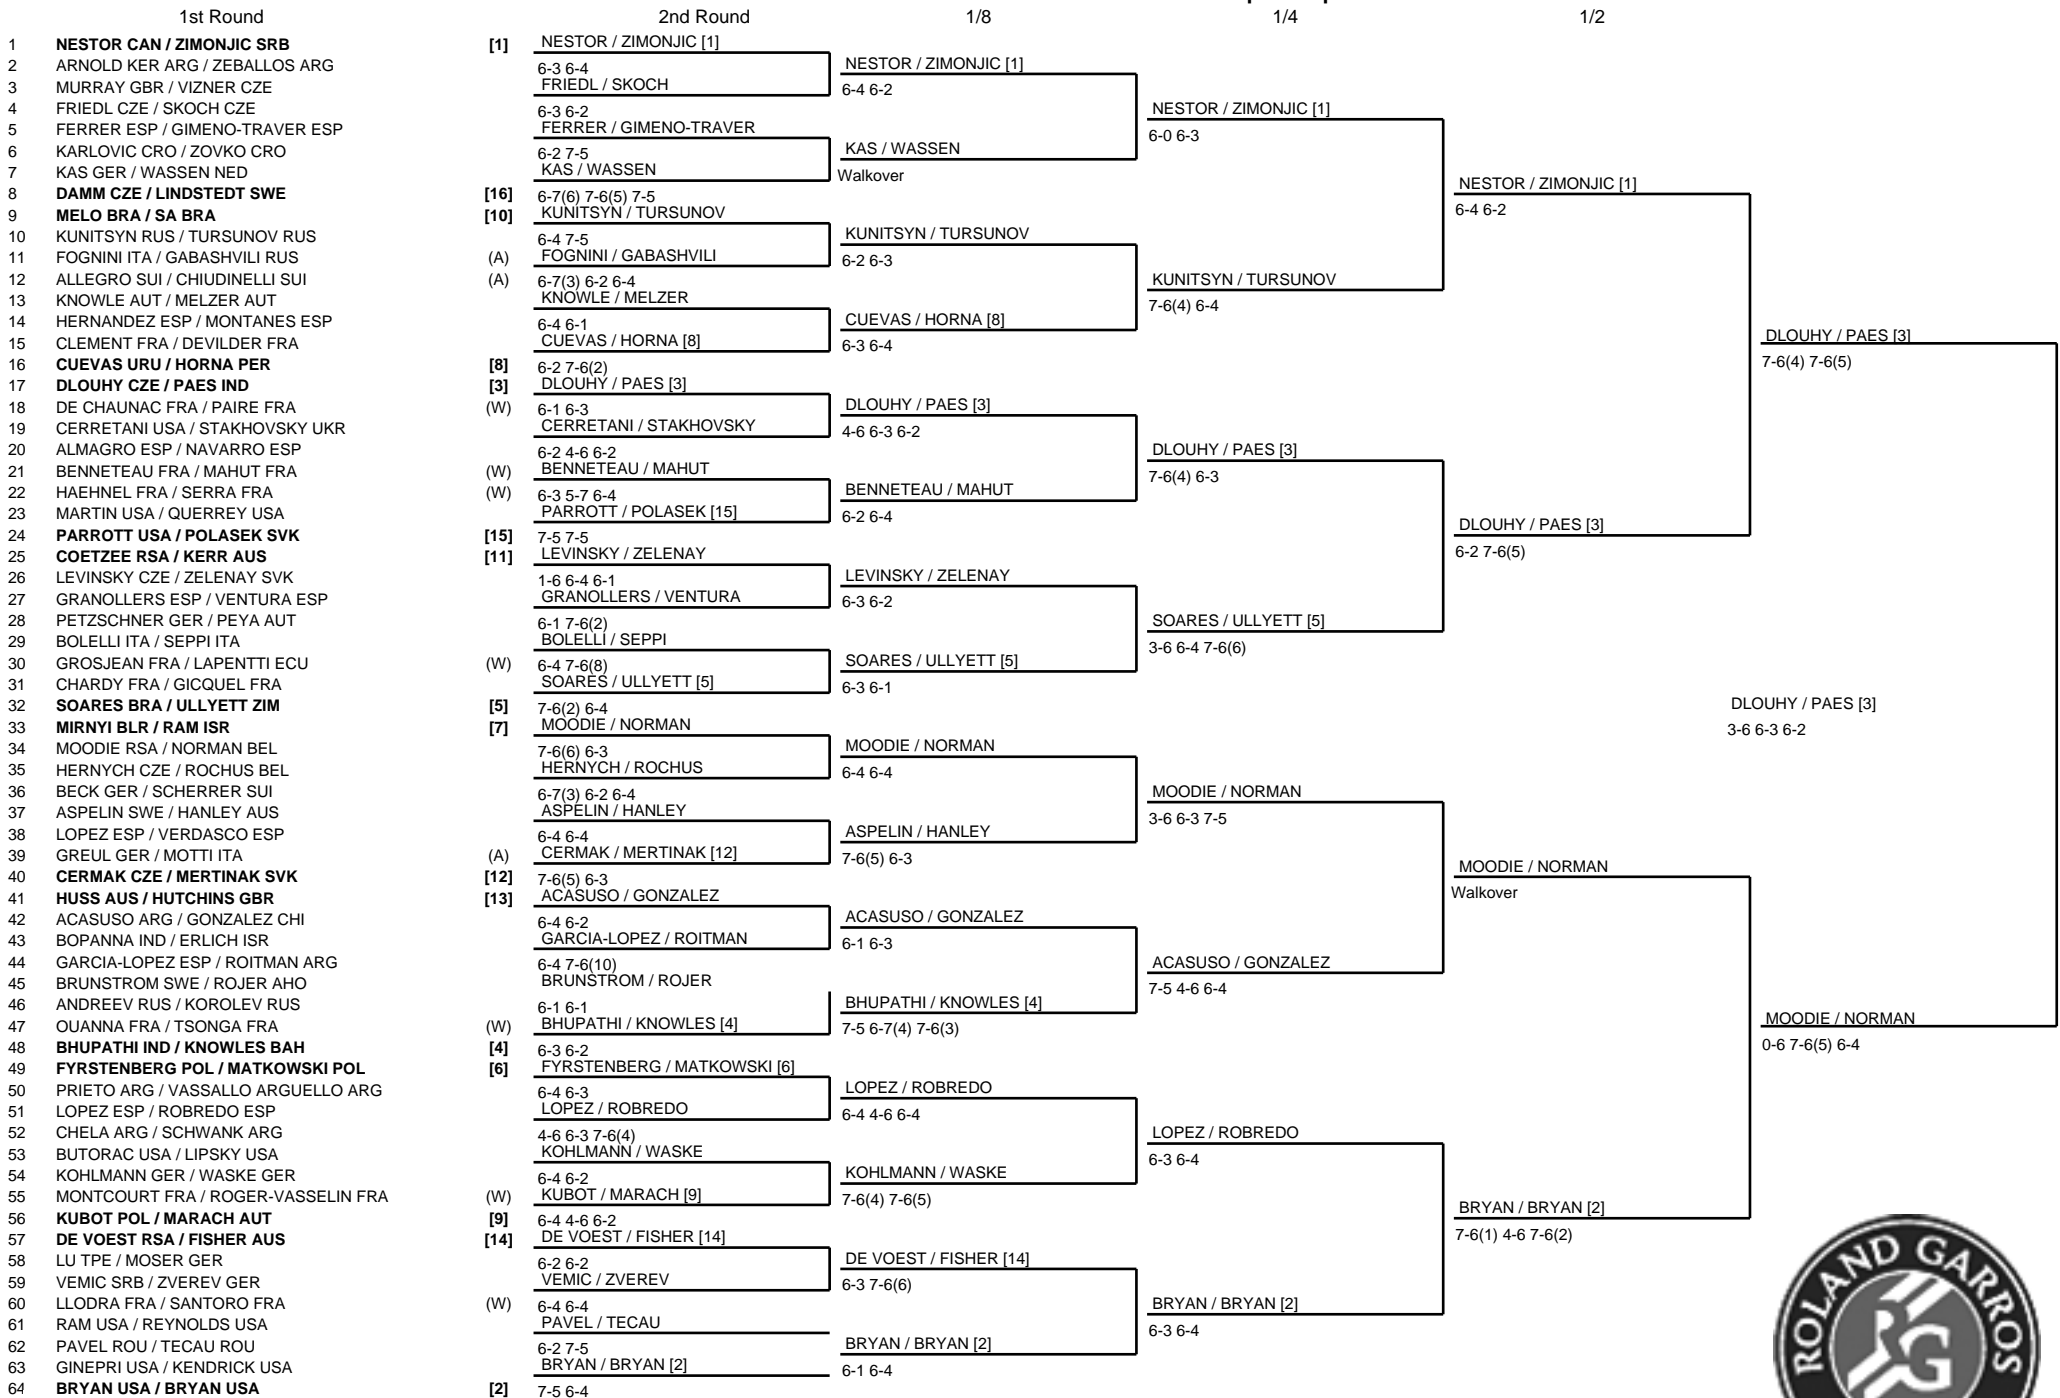 1st Round 2nd Round 1/8 1/4 1/2
1 NESTOR CAN / ZIMONJIC SRB [1]
2 ARNOLD KER ARG / ZEBALLOS ARG
3 MURRAY GBR / VIZNER CZE
4 FRIEDL CZE / SKOCH CZE
5 FERRER ESP / GIMENO-TRAVER ESP
6 KARLOVIC CRO / ZOVKO CRO
7 KAS GER / WASSEN NED
8 DAMM CZE / LINDSTEDT SWE [16]
9 MELO BRA / SA BRA [10]
10 KUNITSYN RUS / TURSUNOV RUS
11 FOGNINI ITA / GABASHVILI RUS (A)
12 ALLEGRO SUI / CHIUDINELLI SUI (A)
13 KNOWLE AUT / MELZER AUT
14 HERNANDEZ ESP / MONTANES ESP
15 CLEMENT FRA / DEVILDER FRA
16 CUEVAS URU / HORNA PER [8]
17 DLOUHY CZE / PAES IND [3]
18 DE CHAUNAC FRA / PAIRE FRA (W)
19 CERRETANI USA / STAKHOVSKY UKR
20 ALMAGRO ESP / NAVARRO ESP
21 BENNETEAU FRA / MAHUT FRA (W)
22 HAEHNEL FRA / SERRA FRA (W)
23 MARTIN USA / QUERREY USA
24 PARROTT USA / POLASEK SVK [15]
25 COETZEE RSA / KERR AUS [11]
26 LEVINSKY CZE / ZELENAY SVK
27 GRANOLLERS ESP / VENTURA ESP
28 PETZSCHNER GER / PEYA AUT
29 BOLELLI ITA / SEPPI ITA
30 GROSJEAN FRA / LAPENTTI ECU (W)
31 CHARDY FRA / GICQUEL FRA
32 SOARES BRA / ULLYETT ZIM [5]
33 MIRNYI BLR / RAM ISR [7]
34 MOODIE RSA / NORMAN BEL
35 HERNYCH CZE / ROCHUS BEL
36 BECK GER / SCHERRER SUI
37 ASPELIN SWE / HANLEY AUS
38 LOPEZ ESP / VERDASCO ESP
39 GREUL GER / MOTTI ITA (A)
40 CERMAK CZE / MERTINAK SVK [12]
41 HUSS AUS / HUTCHINS GBR [13]
42 ACASUSO ARG / GONZALEZ CHI
43 BOPANNA IND / ERLICH ISR
44 GARCIA-LOPEZ ESP / ROITMAN ARG
45 BRUNSTROM SWE / ROJER AHO
46 ANDREEV RUS / KOROLEV RUS
47 OUANNA FRA / TSONGA FRA (W)
48 BHUPATHI IND / KNOWLES BAH [4]
49 FYRSTENBERG POL / MATKOWSKI POL [6]
50 PRIETO ARG / VASSALLO ARGUELLO ARG
51 LOPEZ ESP / ROBREDO ESP
52 CHELA ARG / SCHWANK ARG
53 BUTORAC USA / LIPSKY USA
54 KOHLMANN GER / WASKE GER
55 MONTCOURT FRA / ROGER-VASSELIN FRA (W)
56 KUBOT POL / MARACH AUT [9]
57 DE VOEST RSA / FISHER AUS [14]
58 LU TPE / MOSER GER
59 VEMIC SRB / ZVEREV GER
60 LLODRA FRA / SANTORO FRA (W)
61 RAM USA / REYNOLDS USA
62 PAVEL ROU / TECAU ROU
63 GINEPRI USA / KENDRICK USA
64 BRYAN USA / BRYAN USA [2]
NESTOR / ZIMONJIC [1]
6-3 6-4
FRIEDL / SKOCH
6-3 6-2
FERRER / GIMENO-TRAVER
6-2 7-5
KAS / WASSEN
6-7(6) 7-6(5) 7-5
KUNITSYN / TURSUNOV
6-4 7-5
FOGNINI / GABASHVILI
6-7(3) 6-2 6-4
KNOWLE / MELZER
6-4 6-1
CUEVAS / HORNA [8]
6-2 7-6(2)
DLOUHY / PAES [3]
6-1 6-3
CERRETANI / STAKHOVSKY
6-2 4-6 6-2
BENNETEAU / MAHUT
6-3 5-7 6-4
PARROTT / POLASEK [15]
7-5 7-5
LEVINSKY / ZELENAY
1-6 6-4 6-1
GRANOLLERS / VENTURA
6-1 7-6(2)
BOLELLI / SEPPI
6-4 7-6(8)
SOARES / ULLYETT [5]
7-6(2) 6-4
MOODIE / NORMAN
7-6(6) 6-3
HERNYCH / ROCHUS
6-7(3) 6-2 6-4
ASPELIN / HANLEY
6-4 6-4
CERMAK / MERTINAK [12]
7-6(5) 6-3
ACASUSO / GONZALEZ
6-4 6-2
GARCIA-LOPEZ / ROITMAN
6-4 7-6(10)
BRUNSTROM / ROJER
6-1 6-1
BHUPATHI / KNOWLES [4]
6-3 6-2
FYRSTENBERG / MATKOWSKI [6]
6-4 6-3
LOPEZ / ROBREDO
4-6 6-3 7-6(4)
KOHLMANN / WASKE
6-4 6-2
KUBOT / MARACH [9]
6-4 4-6 6-2
DE VOEST / FISHER [14]
6-2 6-2
VEMIC / ZVEREV
6-4 6-4
PAVEL / TECAU
6-2 7-5
BRYAN / BRYAN [2]
7-5 6-4
NESTOR / ZIMONJIC [1]
6-4 6-2
KAS / WASSEN
Walkover
KUNITSYN / TURSUNOV
6-2 6-3
CUEVAS / HORNA [8]
6-3 6-4
DLOUHY / PAES [3]
4-6 6-3 6-2
BENNETEAU / MAHUT
6-2 6-4
LEVINSKY / ZELENAY
6-3 6-2
SOARES / ULLYETT [5]
6-3 6-1
MOODIE / NORMAN
6-4 6-4
ASPELIN / HANLEY
7-6(5) 6-3
ACASUSO / GONZALEZ
6-1 6-3
BHUPATHI / KNOWLES [4]
7-5 6-7(4) 7-6(3)
LOPEZ / ROBREDO
6-4 4-6 6-4
KOHLMANN / WASKE
7-6(4) 7-6(5)
DE VOEST / FISHER [14]
6-3 7-6(6)
BRYAN / BRYAN [2]
6-1 6-4
NESTOR / ZIMONJIC [1]
6-0 6-3
KUNITSYN / TURSUNOV
7-6(4) 6-4
DLOUHY / PAES [3]
7-6(4) 6-3
SOARES / ULLYETT [5]
3-6 6-4 7-6(6)
MOODIE / NORMAN
3-6 6-3 7-5
ACASUSO / GONZALEZ
7-5 4-6 6-4
LOPEZ / ROBREDO
6-3 6-4
BRYAN / BRYAN [2]
6-3 6-4
NESTOR / ZIMONJIC [1]
6-4 6-2
DLOUHY / PAES [3]
6-2 7-6(5)
MOODIE / NORMAN
Walkover
BRYAN / BRYAN [2]
7-6(1) 4-6 7-6(2)
DLOUHY / PAES [3]
7-6(4) 7-6(5)
MOODIE / NORMAN
0-6 7-6(5) 6-4
DLOUHY / PAES [3]
3-6 6-3 6-2
ROLAND GARROS
RG